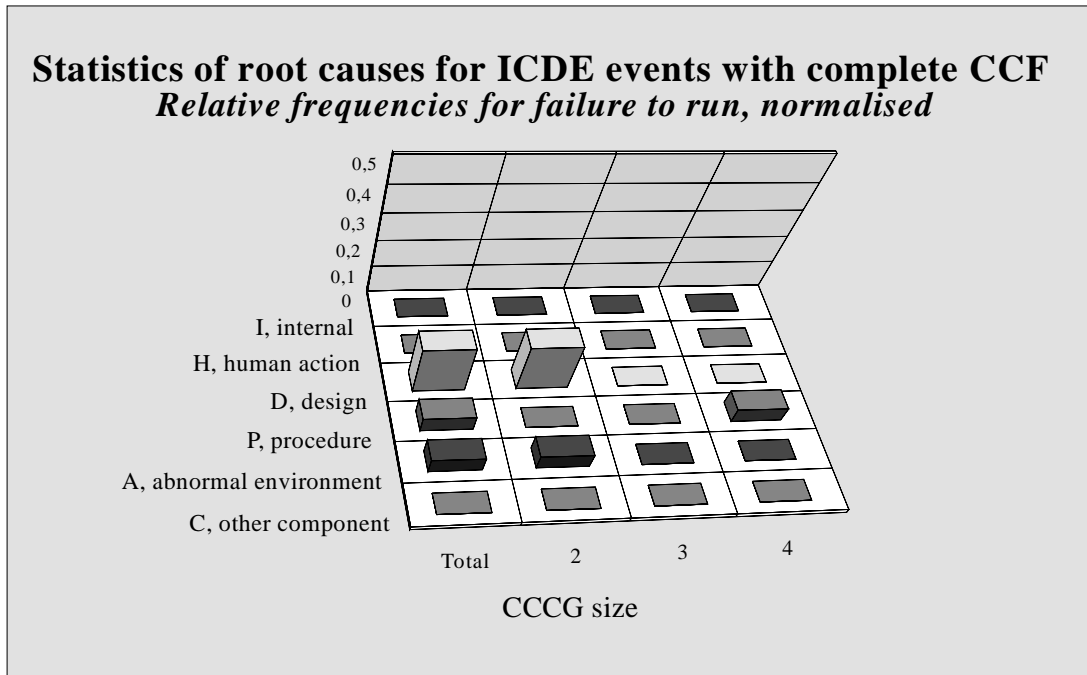 Statistics of root causes for ICDE events with complete CCF
Relative frequencies for failure to run, normalised
0,5
0,4
0,3
0,2
0,1
0
I, internal
H, human action
D, design
P, procedure
A, abnormal environment
C, other component
Total
2
3
4
CCCG size